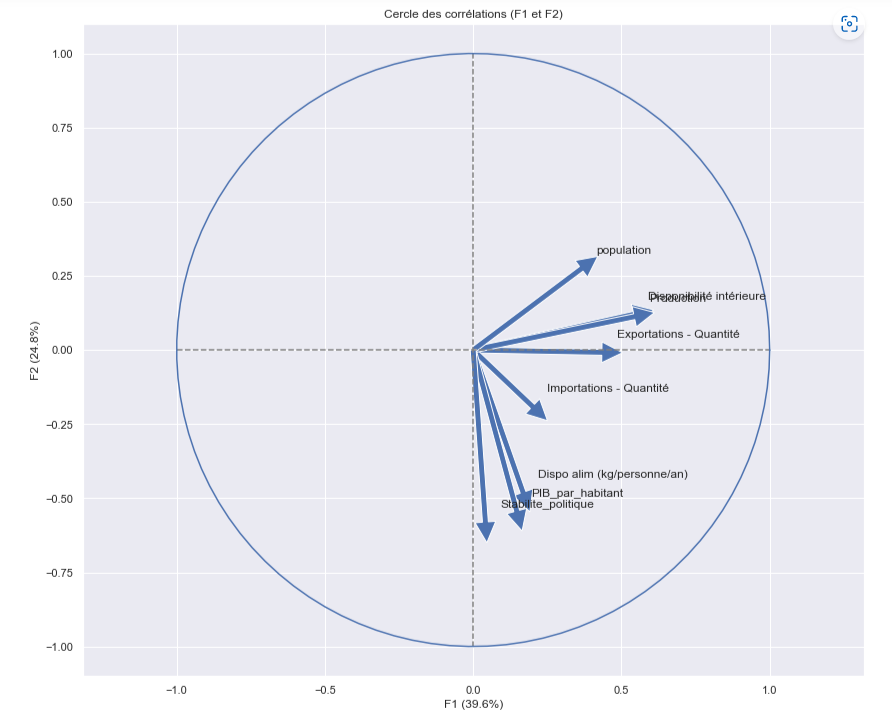 Cercle des corrélations (F1 et F2)
1.00
0.75
0.50
0.25
0.00
−0.25
−0.50
−0.75
−1.00
F2 (24.8%)
population
Disponibilité intérieure
Production
Exportations - Quantité
Importations - Quantité
Dispo alim (kg/personne/an)
PIB_par_habitant
Stabilite_politique
−1.0
−0.5
0.0
0.5
1.0
F1 (39.6%)